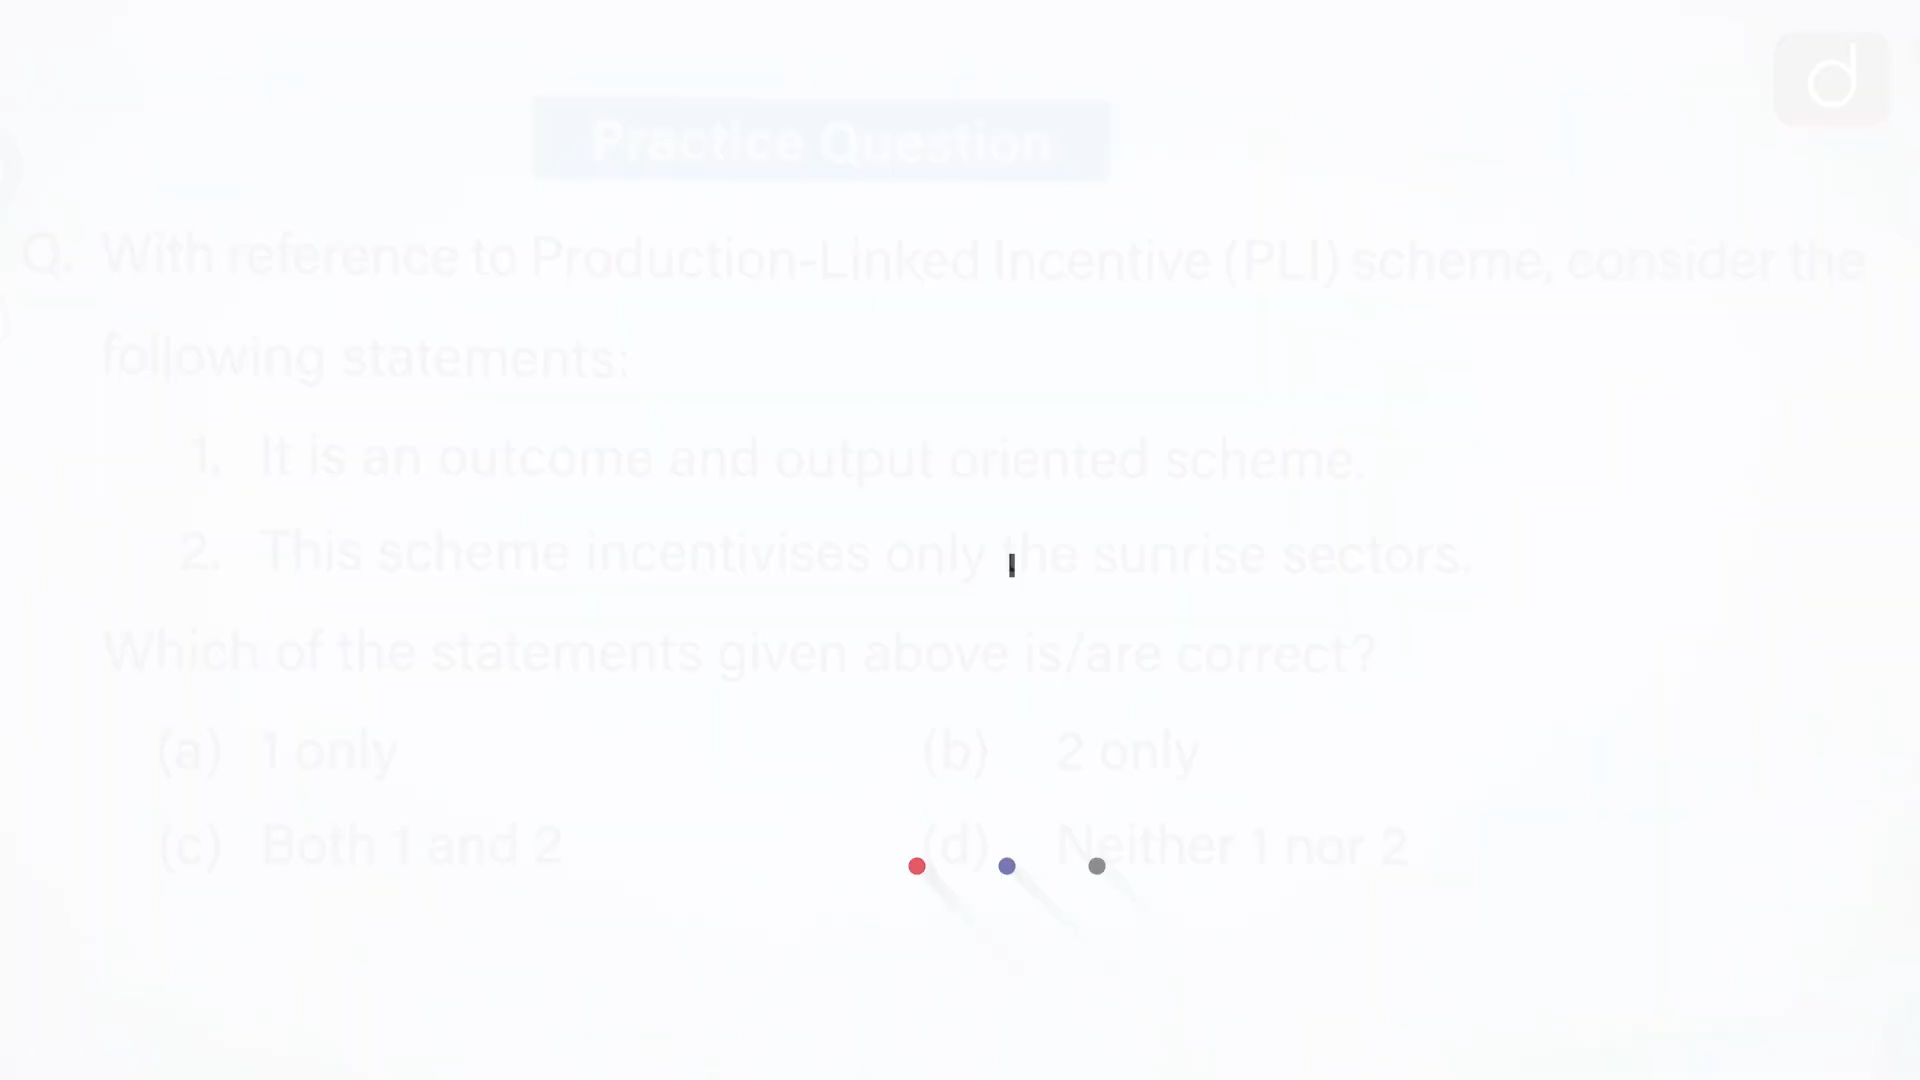 d
Practice Question
Q. With reference to Production-Linked Incentive (PLI) scheme, consider the
following statements:
1. It is an outcome and output oriented scheme.
2. This scheme incentivises only the sunrise sectors.
Which of the statements given above is/are correct?
(a) 1 only (b) 2 only
(c) Both 1 and 2 (d) Neither 1 nor 2